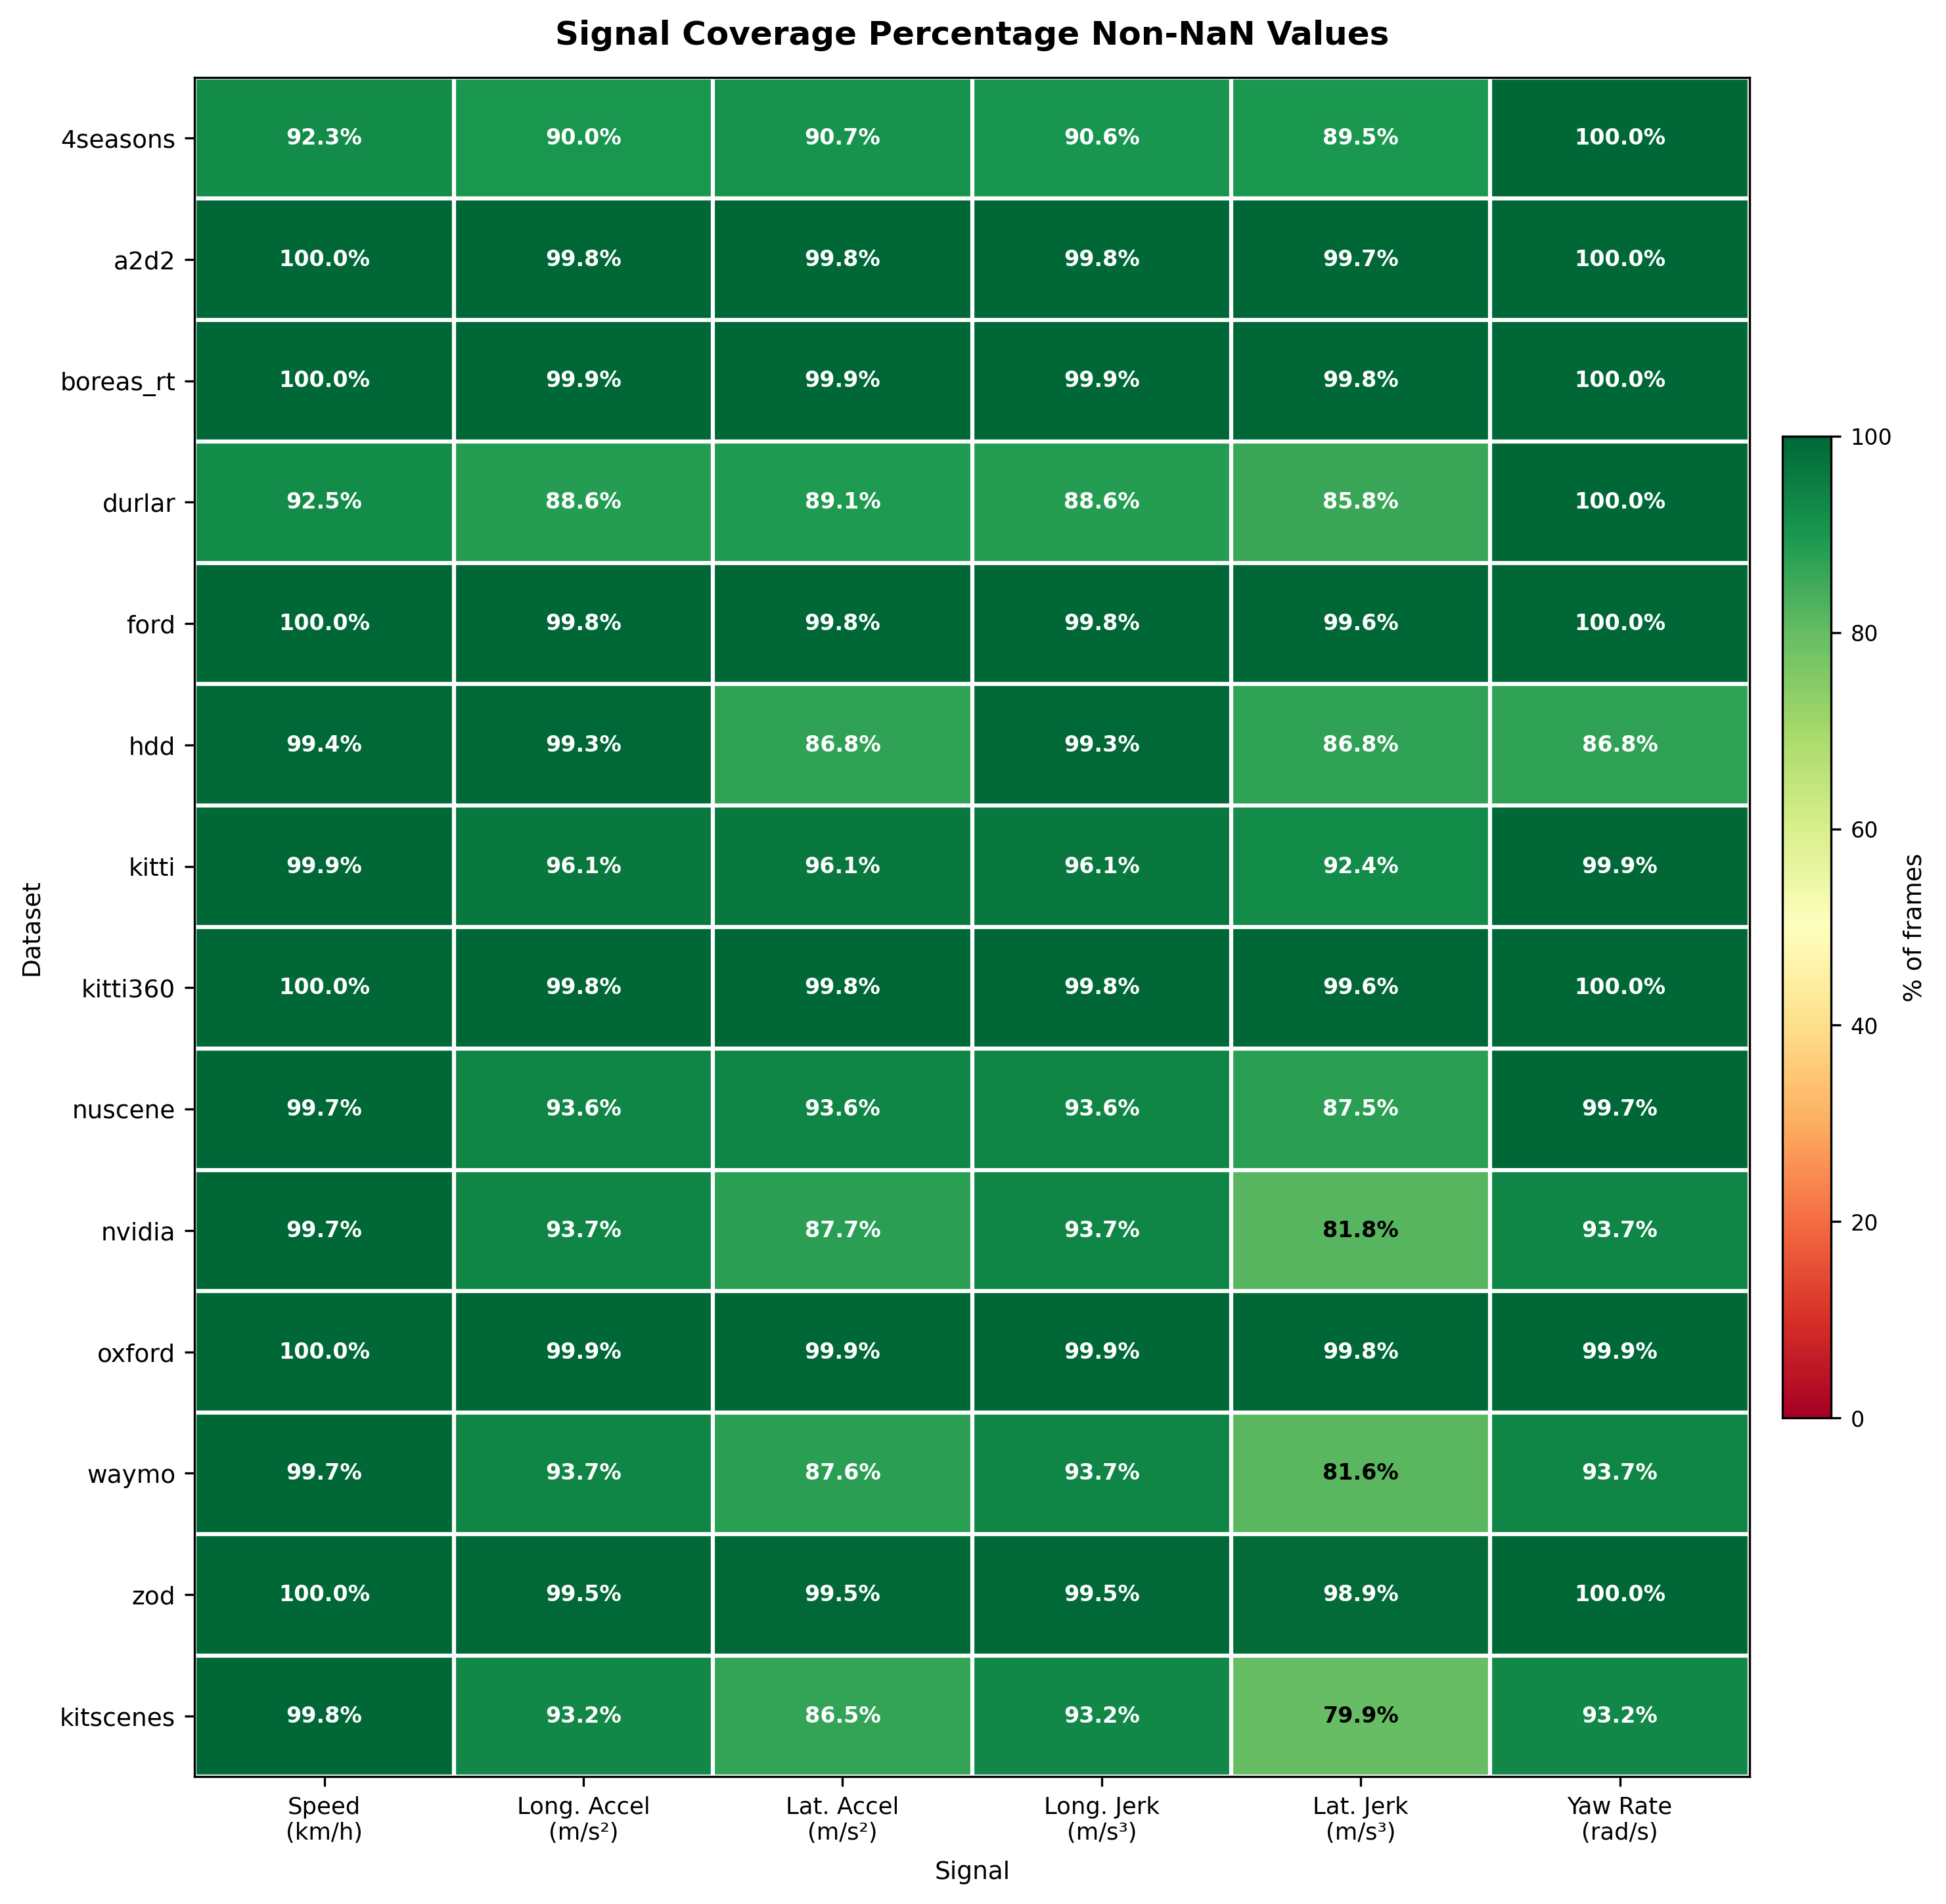 Signal Coverage Percentage Non-NaN Values
4seasons 92.3% 90.0% 90.7% 90.6% 89.5% 100.0%
a2d2 100.0% 99.8% 99.8% 99.8% 99.7% 100.0%
boreas_rt 100.0% 99.9% 99.9% 99.9% 99.8% 100.0%
durlar 92.5% 88.6% 89.1% 88.6% 85.8% 100.0%
ford 100.0% 99.8% 99.8% 99.8% 99.6% 100.0%
hdd 99.4% 99.3% 86.8% 99.3% 86.8% 86.8%
kitti 99.9% 96.1% 96.1% 96.1% 92.4% 99.9%
kitti360 100.0% 99.8% 99.8% 99.8% 99.6% 100.0%
nuscene 99.7% 93.6% 93.6% 93.6% 87.5% 99.7%
nvidia 99.7% 93.7% 87.7% 93.7% 81.8% 93.7%
oxford 100.0% 99.9% 99.9% 99.9% 99.8% 99.9%
waymo 99.7% 93.7% 87.6% 93.7% 81.6% 93.7%
zod 100.0% 99.5% 99.5% 99.5% 98.9% 100.0%
kitscenes 99.8% 93.2% 86.5% 93.2% 79.9% 93.2%
Speed Long. Accel Lat. Accel Long. Jerk Lat. Jerk Yaw Rate
(km/h) (m/s²) (m/s²) (m/s³) (m/s³) (rad/s)
Signal
Dataset
100
80
60
40
20
0
% of frames